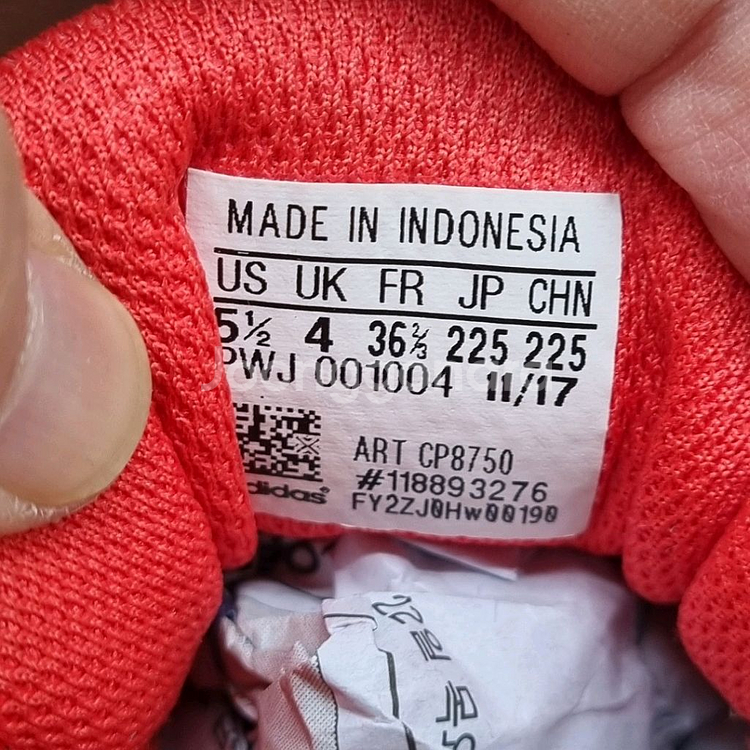 MADE IN INDONESIA
US UK FR JP CHN
5½ 4 36⅔ 225 225
PWJ 001004 11/17
ART CP8750
#118893276
adidas FY2ZJ0Hw00190